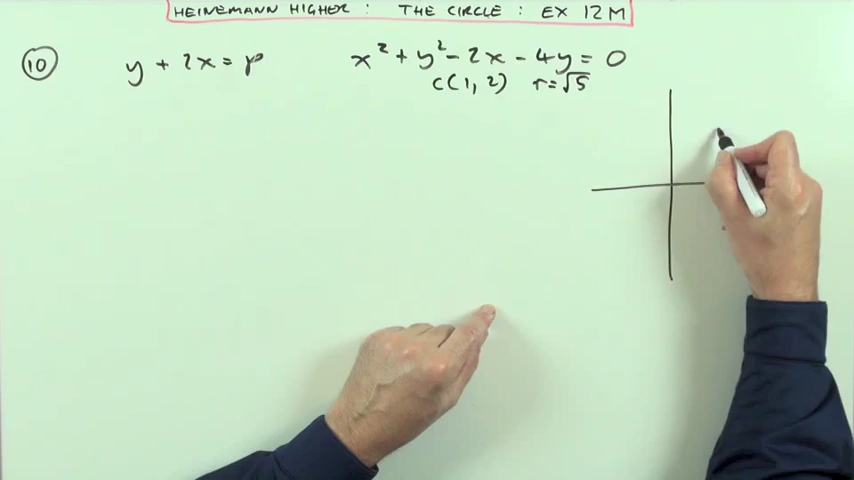 HEINEMANN HIGHER : THE CIRCLE : EX 12M
10 y + 2x = p x² + y² - 2x - 4y = 0
C(1, 2) r = √5